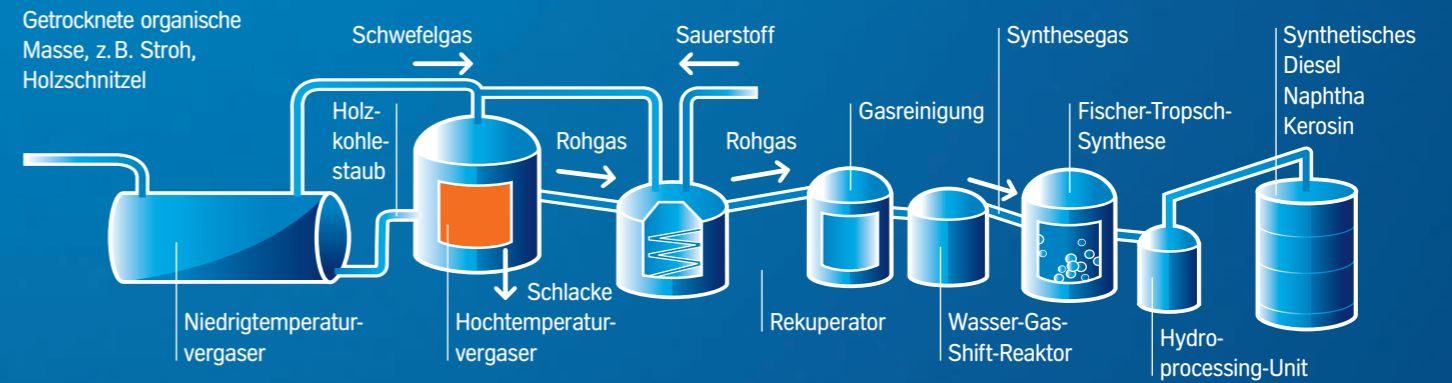 Getrocknete organische
Masse, z. B. Stroh,
Holzschnitzel
Schwefelgas
Sauerstoff
Synthesegas
Synthetisches
Diesel
Naphtha
Kerosin
Holz-
kohle-
staub
Rohgas
Rohgas
Gasreinigung
Fischer-Tropsch-
Synthese
Schlacke
Niedrigtemperatur-
vergaser
Hochtemperatur-
vergaser
Rekuperator
Wasser-Gas-
Shift-Reaktor
Hydro-
processing-Unit